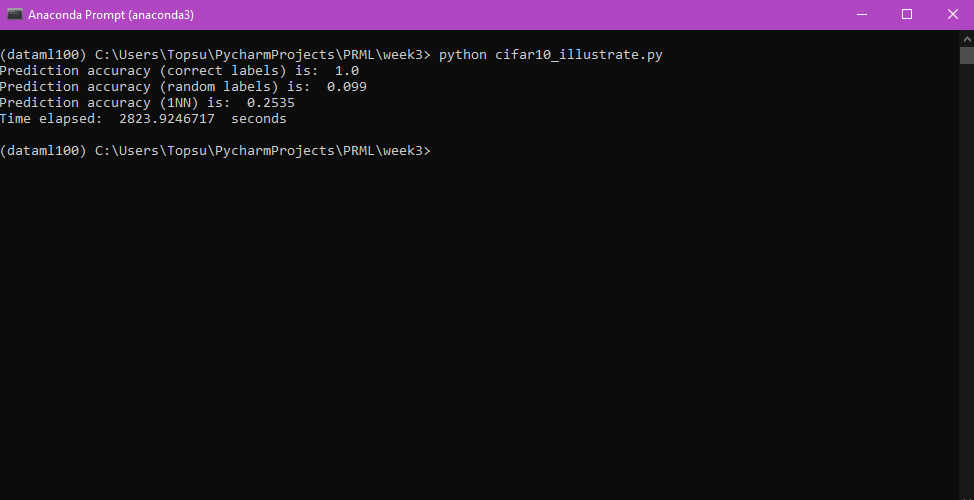 Anaconda Prompt (anaconda3)
(dataml100) C:\Users\Topsu\PycharmProjects\PRML\week3> python cifar10_illustrate.py
Prediction accuracy (correct labels) is:  1.0
Prediction accuracy (random labels) is:  0.099
Prediction accuracy (1NN) is:  0.2535
Time elapsed:  2823.9246717  seconds
(dataml100) C:\Users\Topsu\PycharmProjects\PRML\week3>